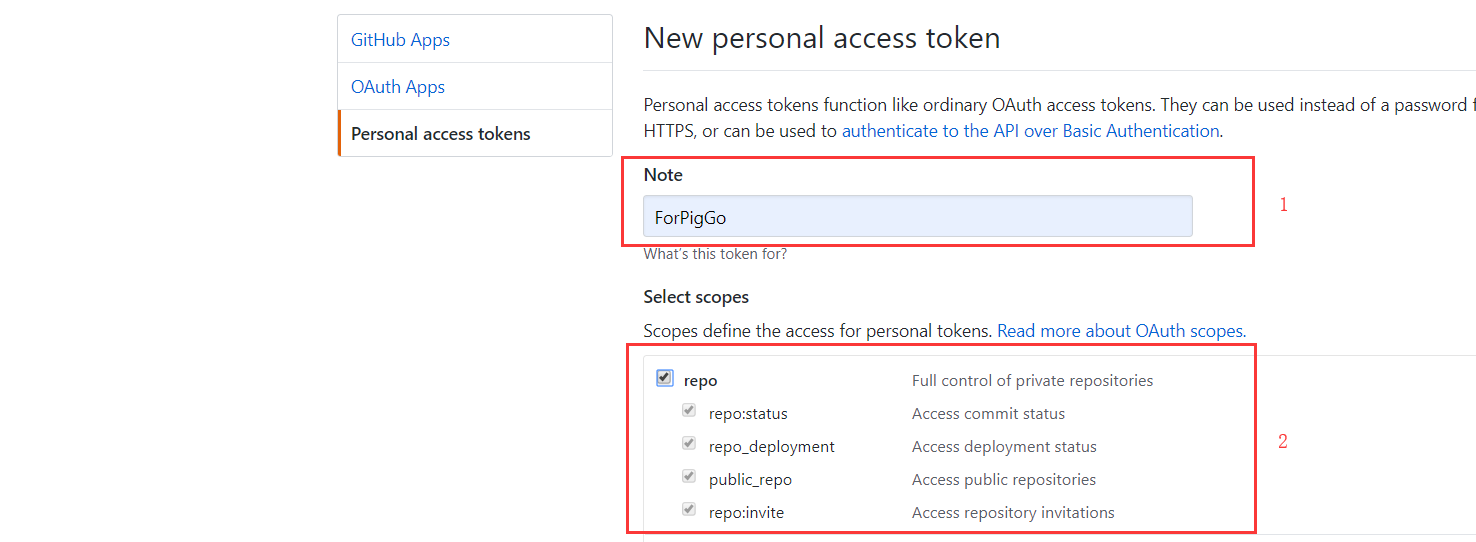 GitHub Apps
OAuth Apps
Personal access tokens
New personal access token
Personal access tokens function like ordinary OAuth access tokens. They can be used instead of a password
HTTPS, or can be used to authenticate to the API over Basic Authentication.
Note
ForPigGo
1
What's this token for?
Select scopes
Scopes define the access for personal tokens. Read more about OAuth scopes.
repo Full control of private repositories
repo:status Access commit status
repo_deployment Access deployment status
2
public_repo Access public repositories
repo:invite Access repository invitations